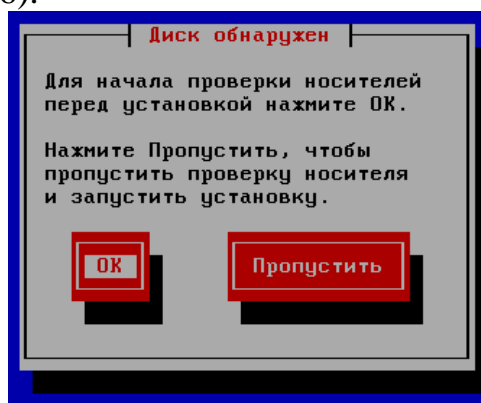 6).
Диск обнаружен
Для начала проверки носителей
перед установкой нажмите ОК.
Нажмите Пропустить, чтобы
пропустить проверку носителя
и запустить установку.
ОК
Пропустить